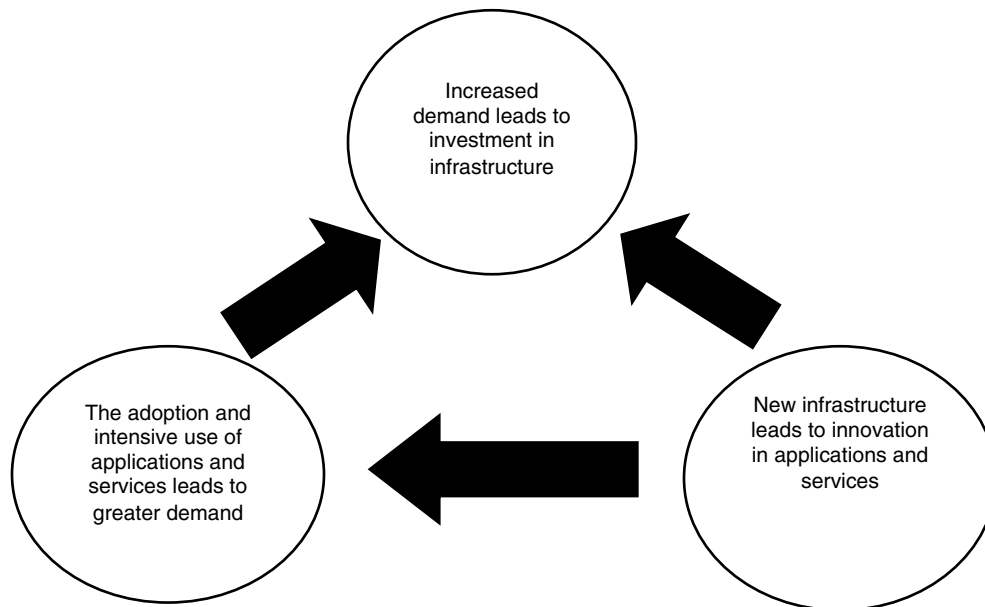 Increased
demand leads to
investment in
infrastructure
The adoption and
intensive use of
applications and
services leads to
greater demand
New infrastructure
leads to innovation
in applications and
services